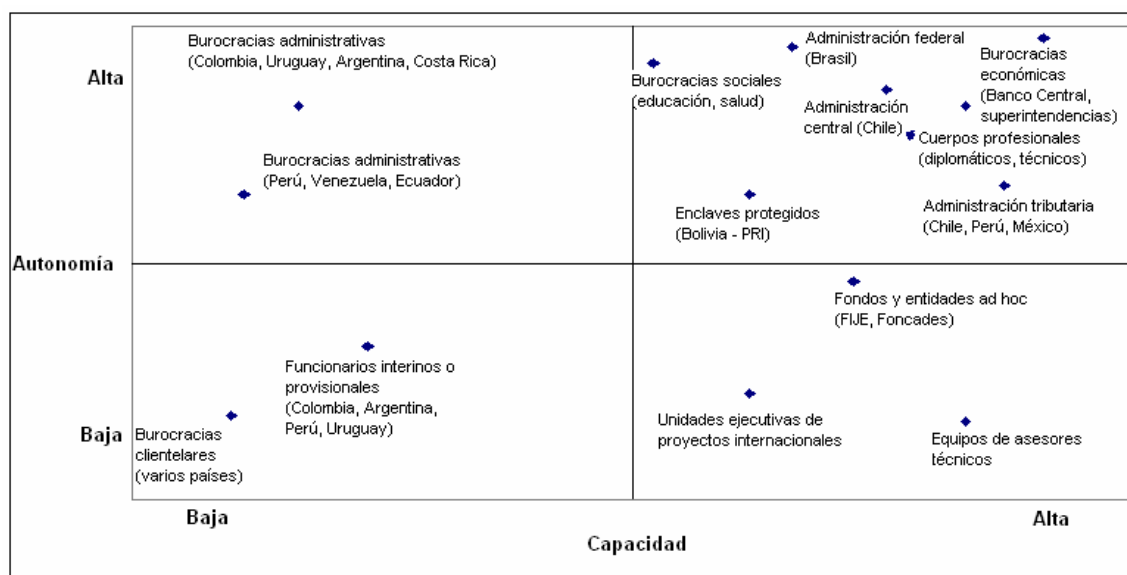 Alta
Autonomía
Baja
Burocracias administrativas
(Colombia, Uruguay, Argentina, Costa Rica)
Burocracias administrativas
(Perú, Venezuela, Ecuador)
Burocracias sociales
(educación, salud)
Administración federal
(Brasil)
Administración
central (Chile)
Burocracias
económicas
(Banco Central,
superintendencias)
Cuerpos profesionales
(diplomáticos, técnicos)
Enclaves protegidos
(Bolivia - PRI)
Administración tributaria
(Chile, Perú, México)
Funcionarios interinos o
provisionales
(Colombia, Argentina,
Perú, Uruguay)
Burocracias
clientelares
(varios países)
Fondos y entidades ad hoc
(FIJE, Foncades)
Unidades ejecutivas de
proyectos internacionales
Equipos de asesores
técnicos
Baja
Alta
Capacidad